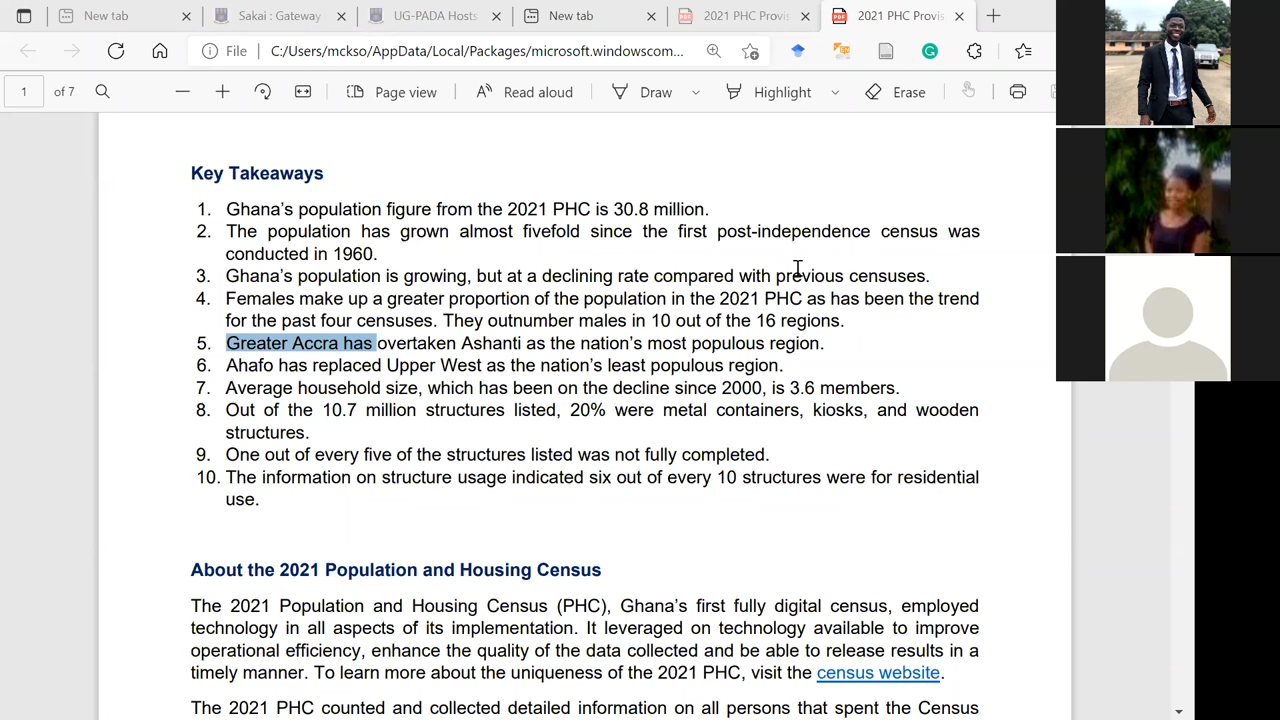 New tab
Sakai : Gateway
UG-PADA Hosts
New tab
2021 PHC Provis
2021 PHC Provis
File
C:/Users/mckso/AppData/Local/Packages/microsoft.windowscom...
1 of 7
Page view
Read aloud
Draw
Highlight
Erase
Key Takeaways
1. Ghana’s population figure from the 2021 PHC is 30.8 million.
2. The population has grown almost fivefold since the first post-independence census was
conducted in 1960.
3. Ghana’s population is growing, but at a declining rate compared with previous censuses.
4. Females make up a greater proportion of the population in the 2021 PHC as has been the trend
for the past four censuses. They outnumber males in 10 out of the 16 regions.
5. Greater Accra has overtaken Ashanti as the nation’s most populous region.
6. Ahafo has replaced Upper West as the nation’s least populous region.
7. Average household size, which has been on the decline since 2000, is 3.6 members.
8. Out of the 10.7 million structures listed, 20% were metal containers, kiosks, and wooden
structures.
9. One out of every five of the structures listed was not fully completed.
10. The information on structure usage indicated six out of every 10 structures were for residential
use.
About the 2021 Population and Housing Census
The 2021 Population and Housing Census (PHC), Ghana’s first fully digital census, employed
technology in all aspects of its implementation. It leveraged on technology available to improve
operational efficiency, enhance the quality of the data collected and be able to release results in a
timely manner. To learn more about the uniqueness of the 2021 PHC, visit the census website.
The 2021 PHC counted and collected detailed information on all persons that spent the Census